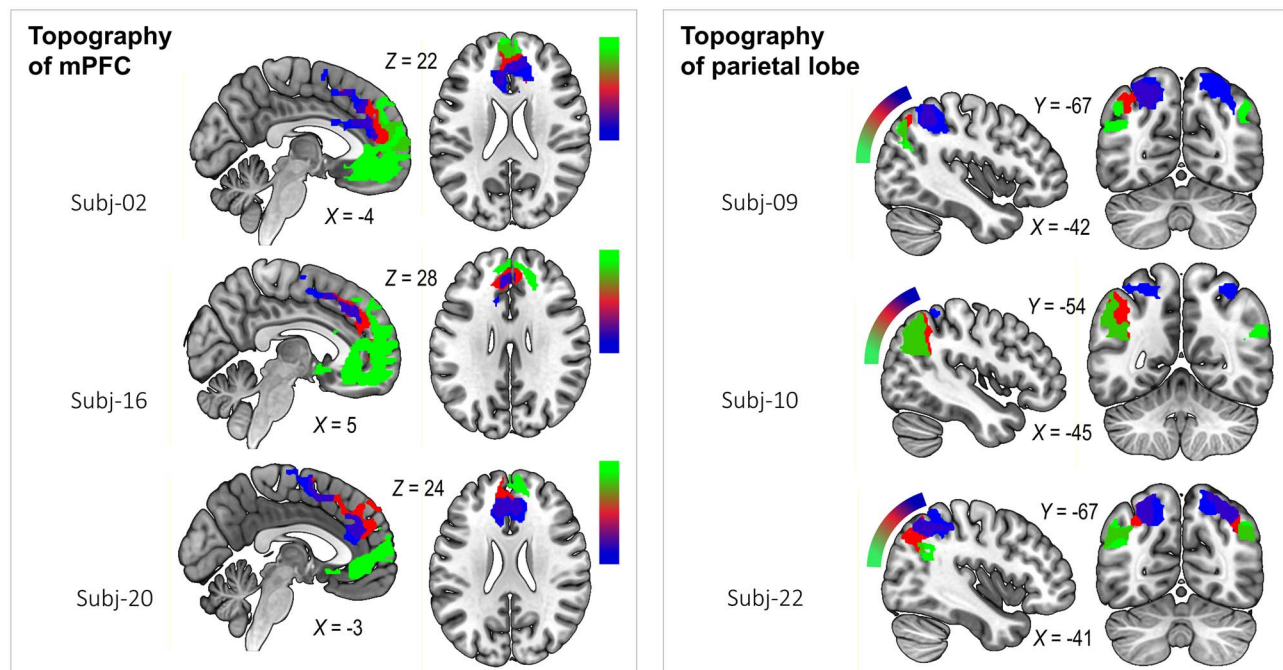 Topography
of mPFC
Z = 22
Subj-02
X = -4
Z = 28
Subj-16
X = 5
Z = 24
Subj-20
X = -3
Topography
of parietal lobe
Y = -67
Subj-09
X = -42
Y = -54
Subj-10
X = -45
Y = -67
Subj-22
X = -41